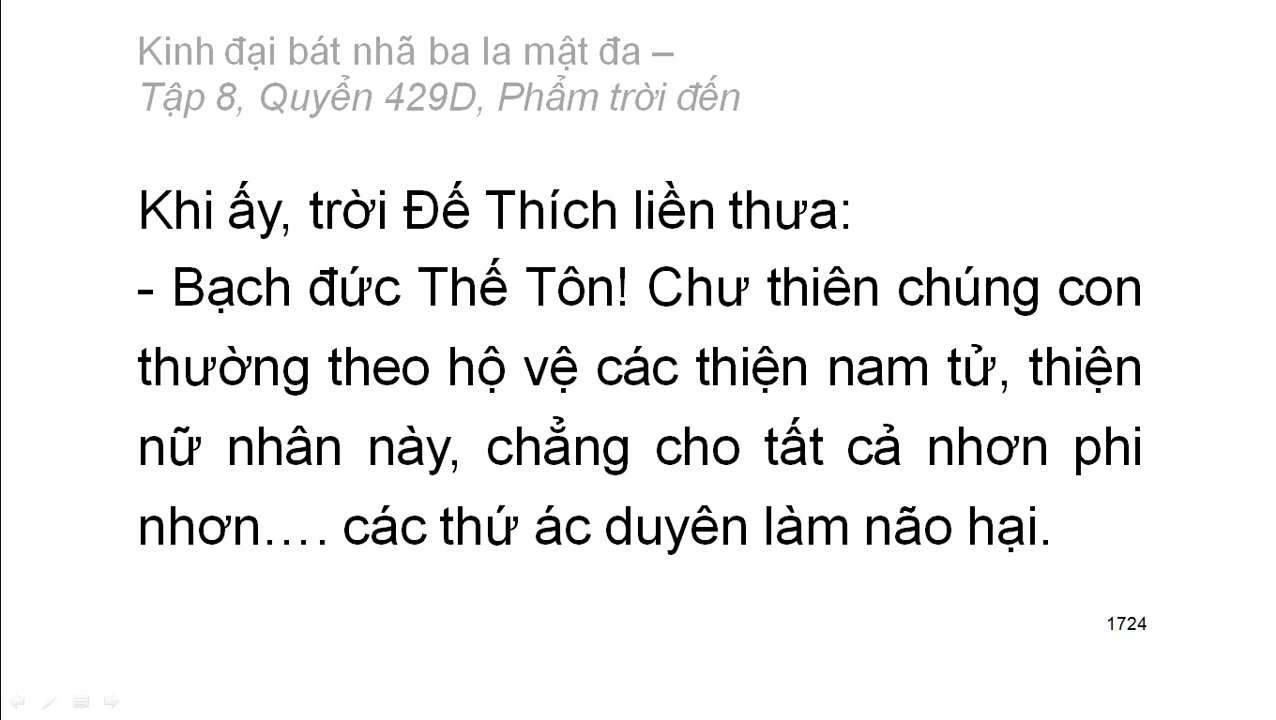 Kinh đại bát nhã ba la mật đa –
Tập 8, Quyển 429D, Phẩm trời đến
Khi ấy, trời Đế Thích liền thưa:
- Bạch đức Thế Tôn! Chư thiên chúng con
thường theo hộ vệ các thiện nam tử, thiện
nữ nhân này, chẳng cho tất cả nhơn phi
nhơn…. các thứ ác duyên làm não hại.
1724